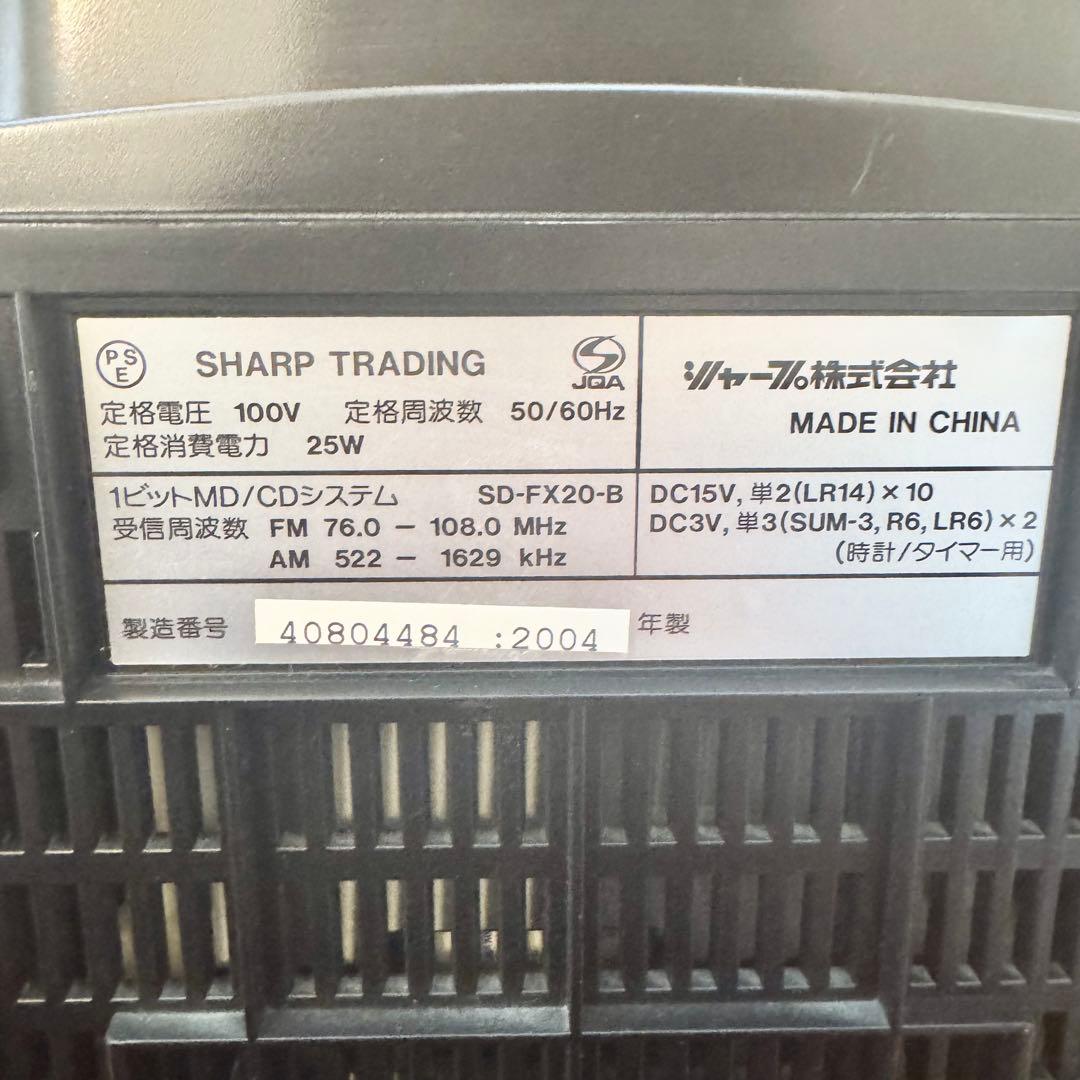 PSE SHARP TRADING JQA
定格電圧 100V 定格周波数 50/60Hz
定格消費電力 25W
シャープ株式会社
MADE IN CHINA
1ビットMD/CDシステム SD-FX20-B
受信周波数 FM 76.0 − 108.0 MHz
AM 522 − 1629 kHz
DC15V, 単2(LR14)×10
DC3V, 単3(SUM-3, R6, LR6)×2
(時計/タイマー用)
製造番号 40804484 :2004 年製